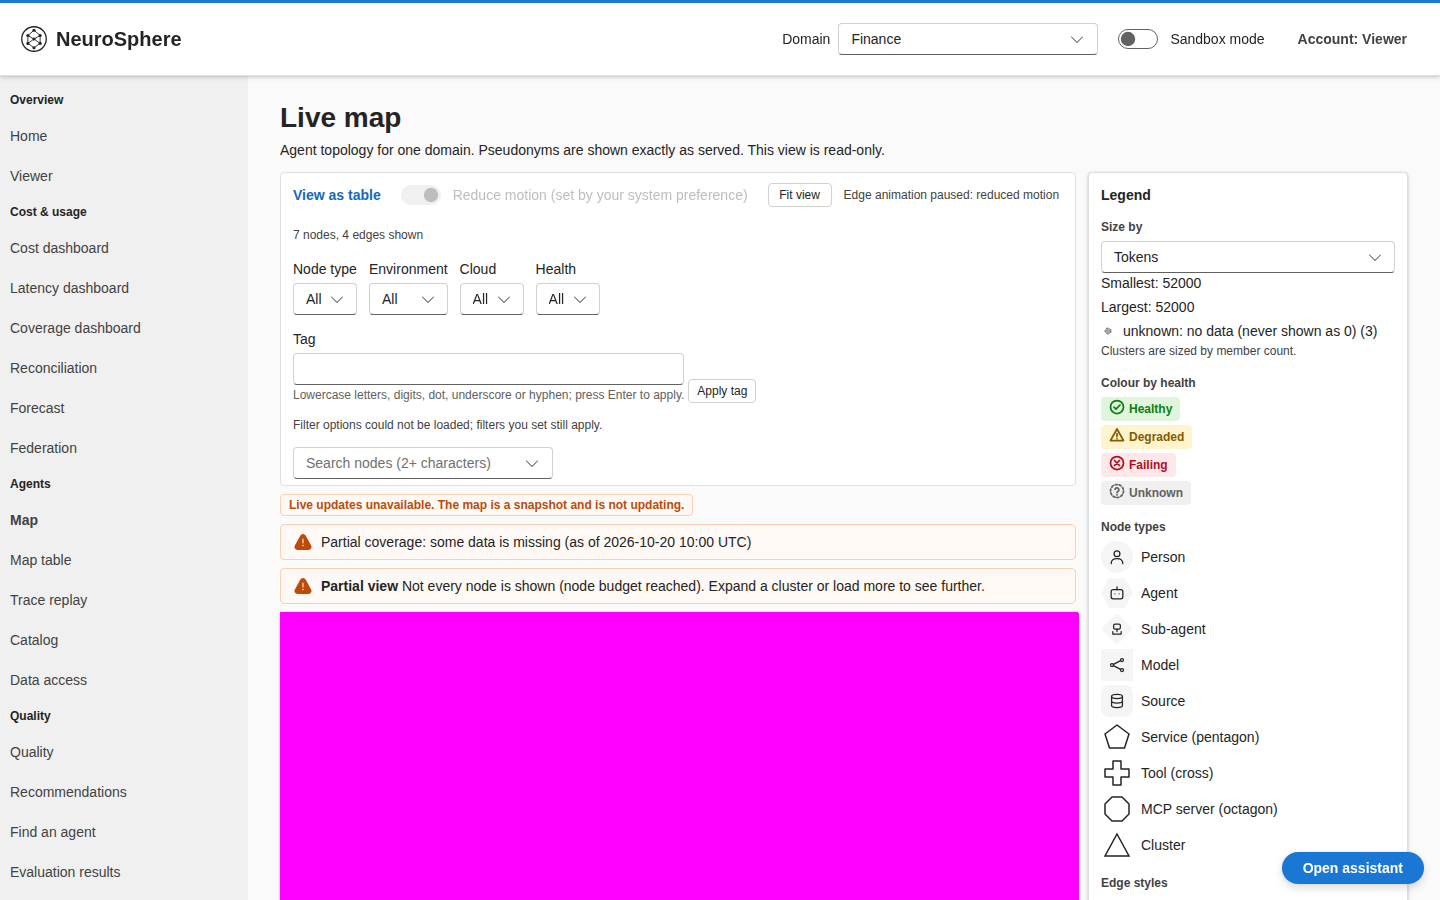 NeuroSphere
Domain
Finance
Sandbox mode
Account: Viewer
Overview
Home
Viewer
Cost & usage
Cost dashboard
Latency dashboard
Coverage dashboard
Reconciliation
Forecast
Federation
Agents
Map
Map table
Trace replay
Catalog
Data access
Quality
Quality
Recommendations
Find an agent
Evaluation results
Live map
Agent topology for one domain. Pseudonyms are shown exactly as served. This view is read-only.
View as table
Reduce motion (set by your system preference)
Fit view
Edge animation paused: reduced motion
7 nodes, 4 edges shown
Node type Environment Cloud Health
All All All All
Tag
Lowercase letters, digits, dot, underscore or hyphen; press Enter to apply.
Apply tag
Filter options could not be loaded; filters you set still apply.
Search nodes (2+ characters)
Live updates unavailable. The map is a snapshot and is not updating.
Partial coverage: some data is missing (as of 2026-10-20 10:00 UTC)
Partial view Not every node is shown (node budget reached). Expand a cluster or load more to see further.
Legend
Size by
Tokens
Smallest: 52000
Largest: 52000
unknown: no data (never shown as 0) (3)
Clusters are sized by member count.
Colour by health
Healthy
Degraded
Failing
Unknown
Node types
Person
Agent
Sub-agent
Model
Source
Service (pentagon)
Tool (cross)
MCP server (octagon)
Cluster
Edge styles
Open assistant